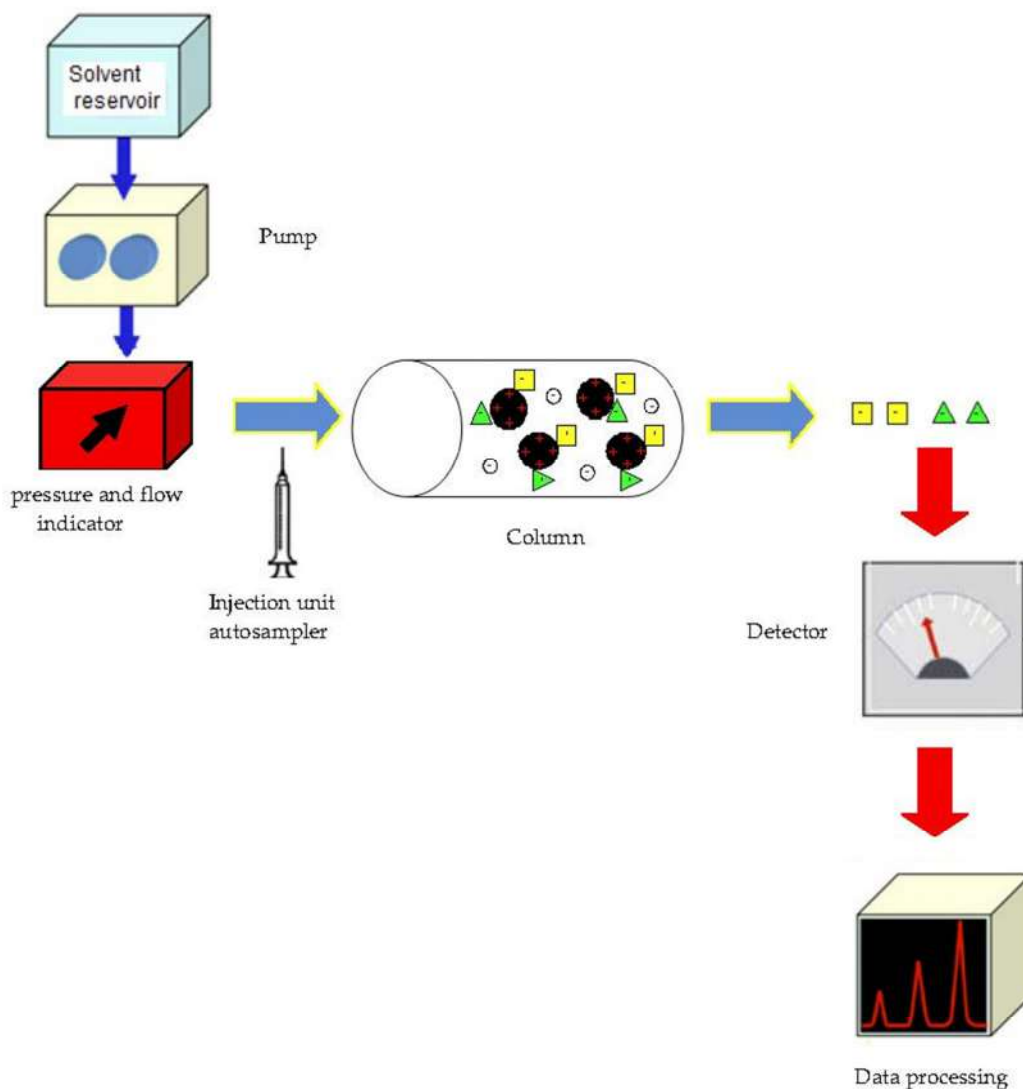 Solvent
reservoir
Pump
pressure and flow
indicator
Injection unit
autosampler
Column
Detector
Data processing